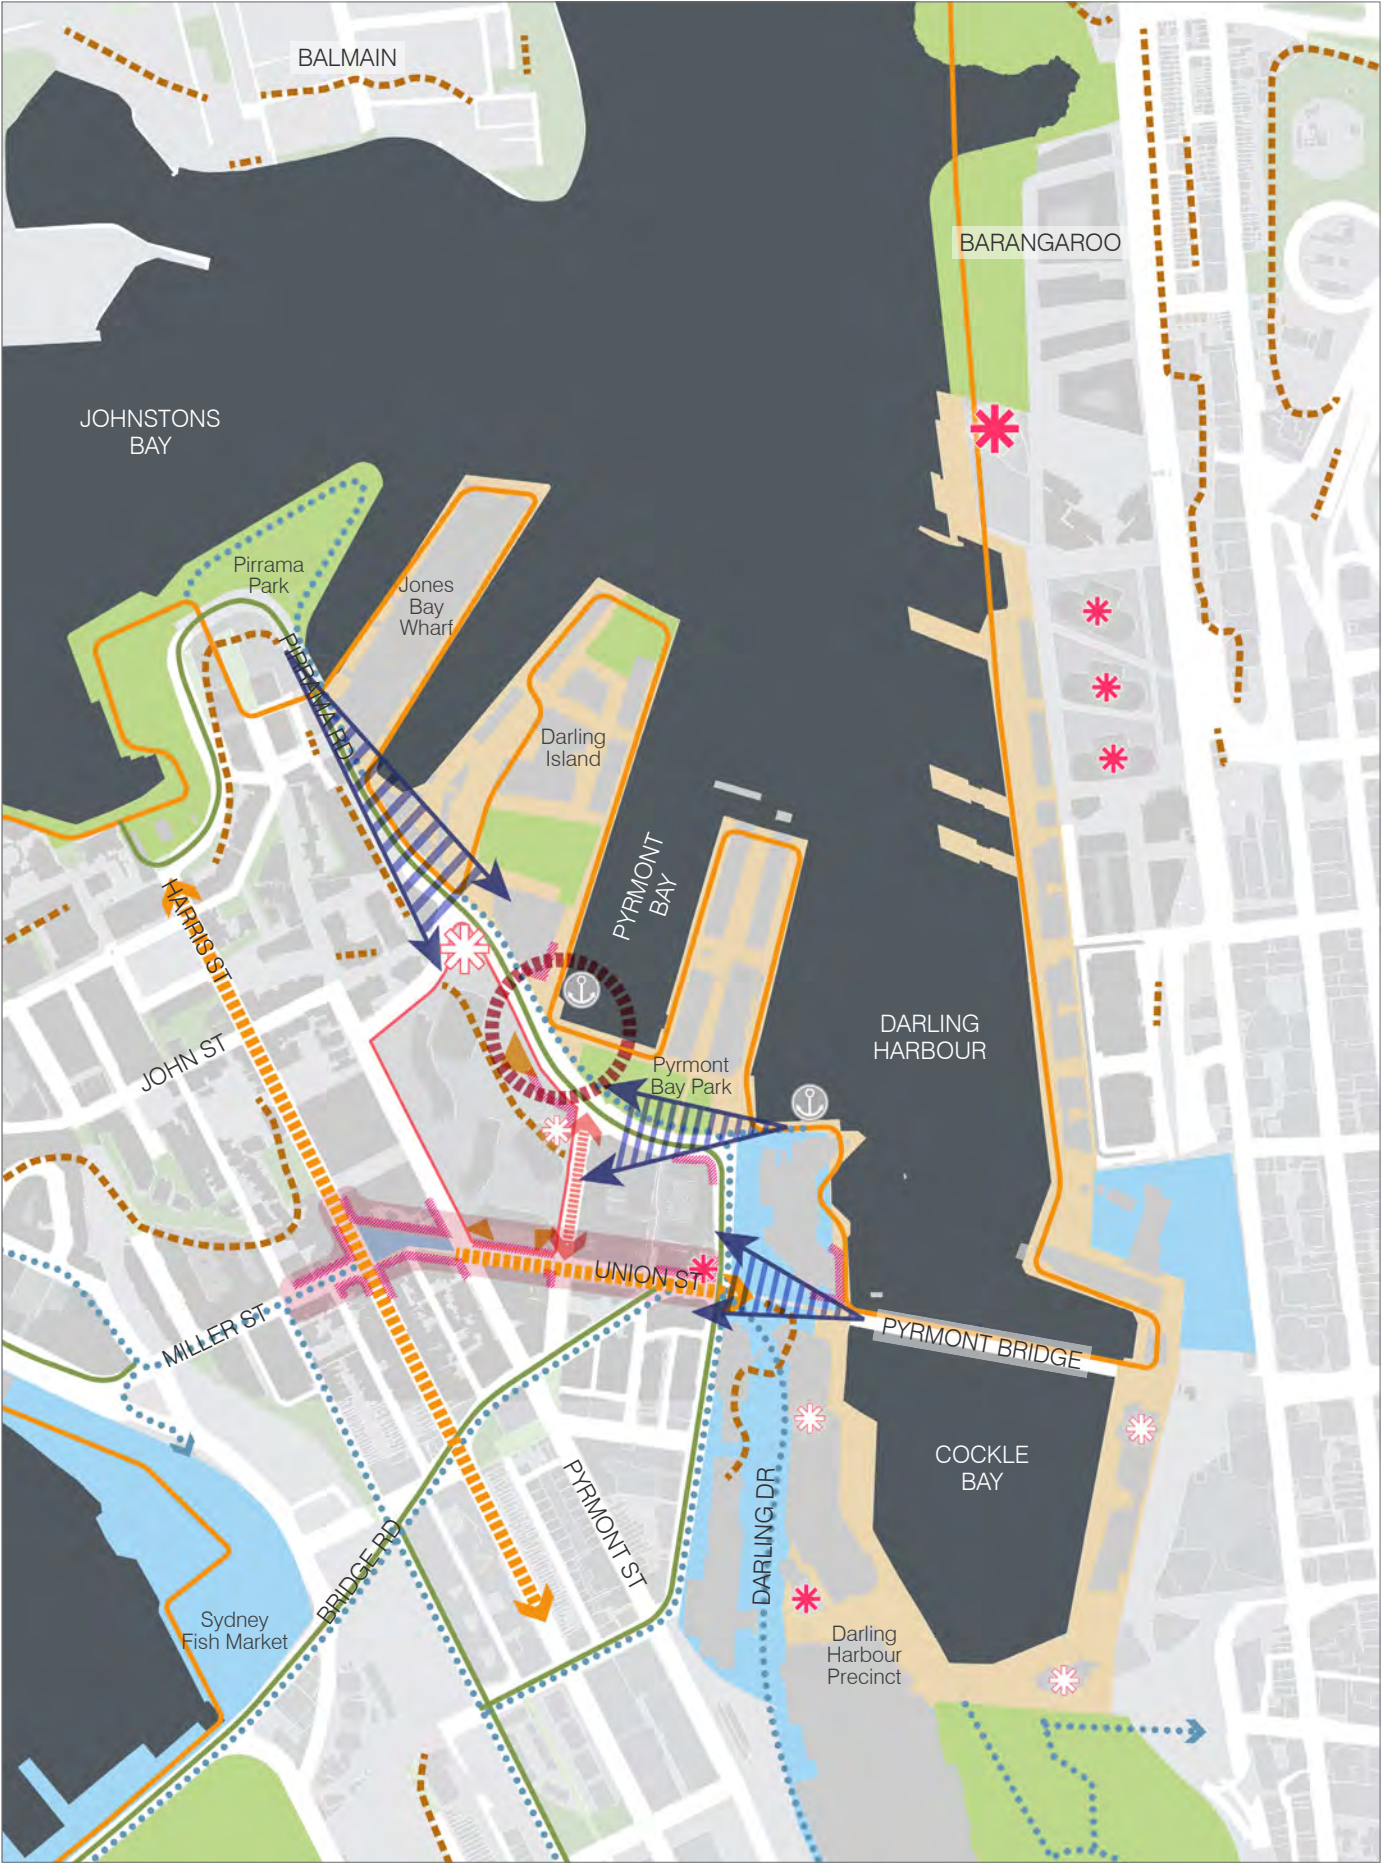 BALMAIN
BARANGAROO
JOHNSTONS
BAY
Pirrama
Park
Jones
Bay
Wharf
PIRRAMA RD
Darling
Island
PYRMONT
BAY
HARRIS ST
DARLING
HARBOUR
JOHN ST
Pyrmont
Bay Park
UNION ST
MILLER ST
PYRMONT BRIDGE
COCKLE
BAY
PYRMONT ST
DARLING DR
BRIDGE RD
Sydney
Fish Market
Darling
Harbour
Precinct